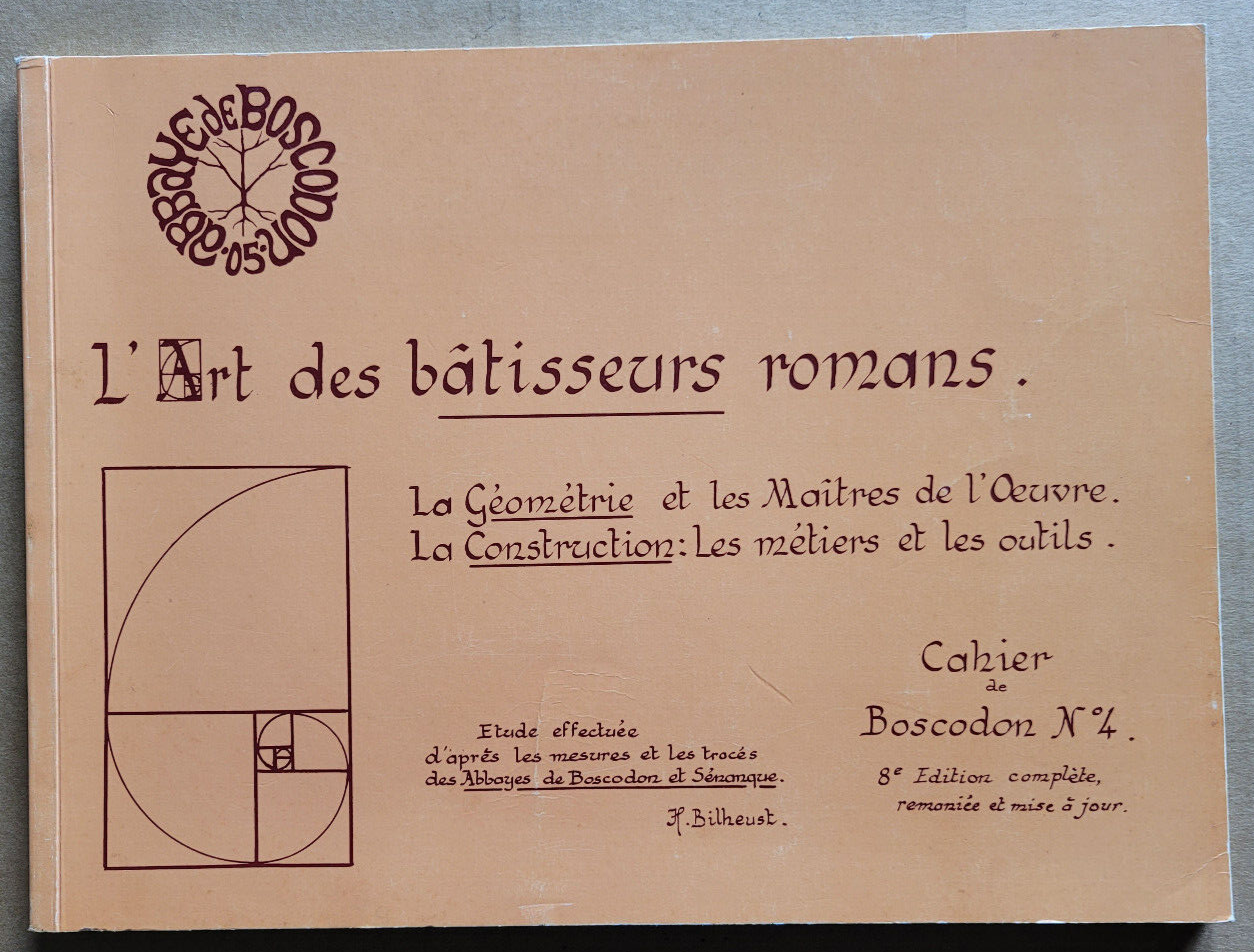 ABBAYE de BOSCODON · 05 ·
L'Art des bâtisseurs romans .
La Géométrie et les Maîtres de l'Oeuvre.
La Construction: Les métiers et les outils .
Etude effectuée
d'après les mesures et les tracés
des Abbayes de Boscodon et Sénanque.
H. Bilheust.
Cahier
de
Boscodon N°4.
8e Edition complète,
remaniée et mise à jour.